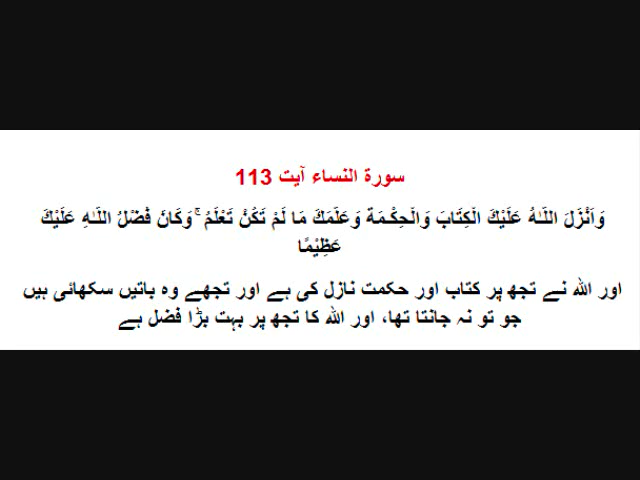 سورة النساء آیت 113
وَاَنْزَلَ اللّـٰهُ عَلَيْكَ الْكِتَابَ وَالْحِكْـمَةَ وَعَلَّمَكَ مَا لَمْ تَكُنْ تَعْلَمُ ۚ وَكَانَ فَضْلُ اللّـٰهِ عَلَيْكَ
عَظِيْمًا
اور اللہ نے تجھ پر کتاب اور حکمت نازل کی ہے اور تجھے وہ باتیں سکھائی ہیں
جو تو نہ جانتا تھا، اور اللہ کا تجھ پر بہت بڑا فضل ہے